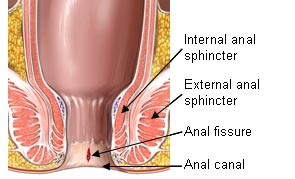 Internal anal
sphincter
External anal
sphincter
Anal fissure
Anal canal